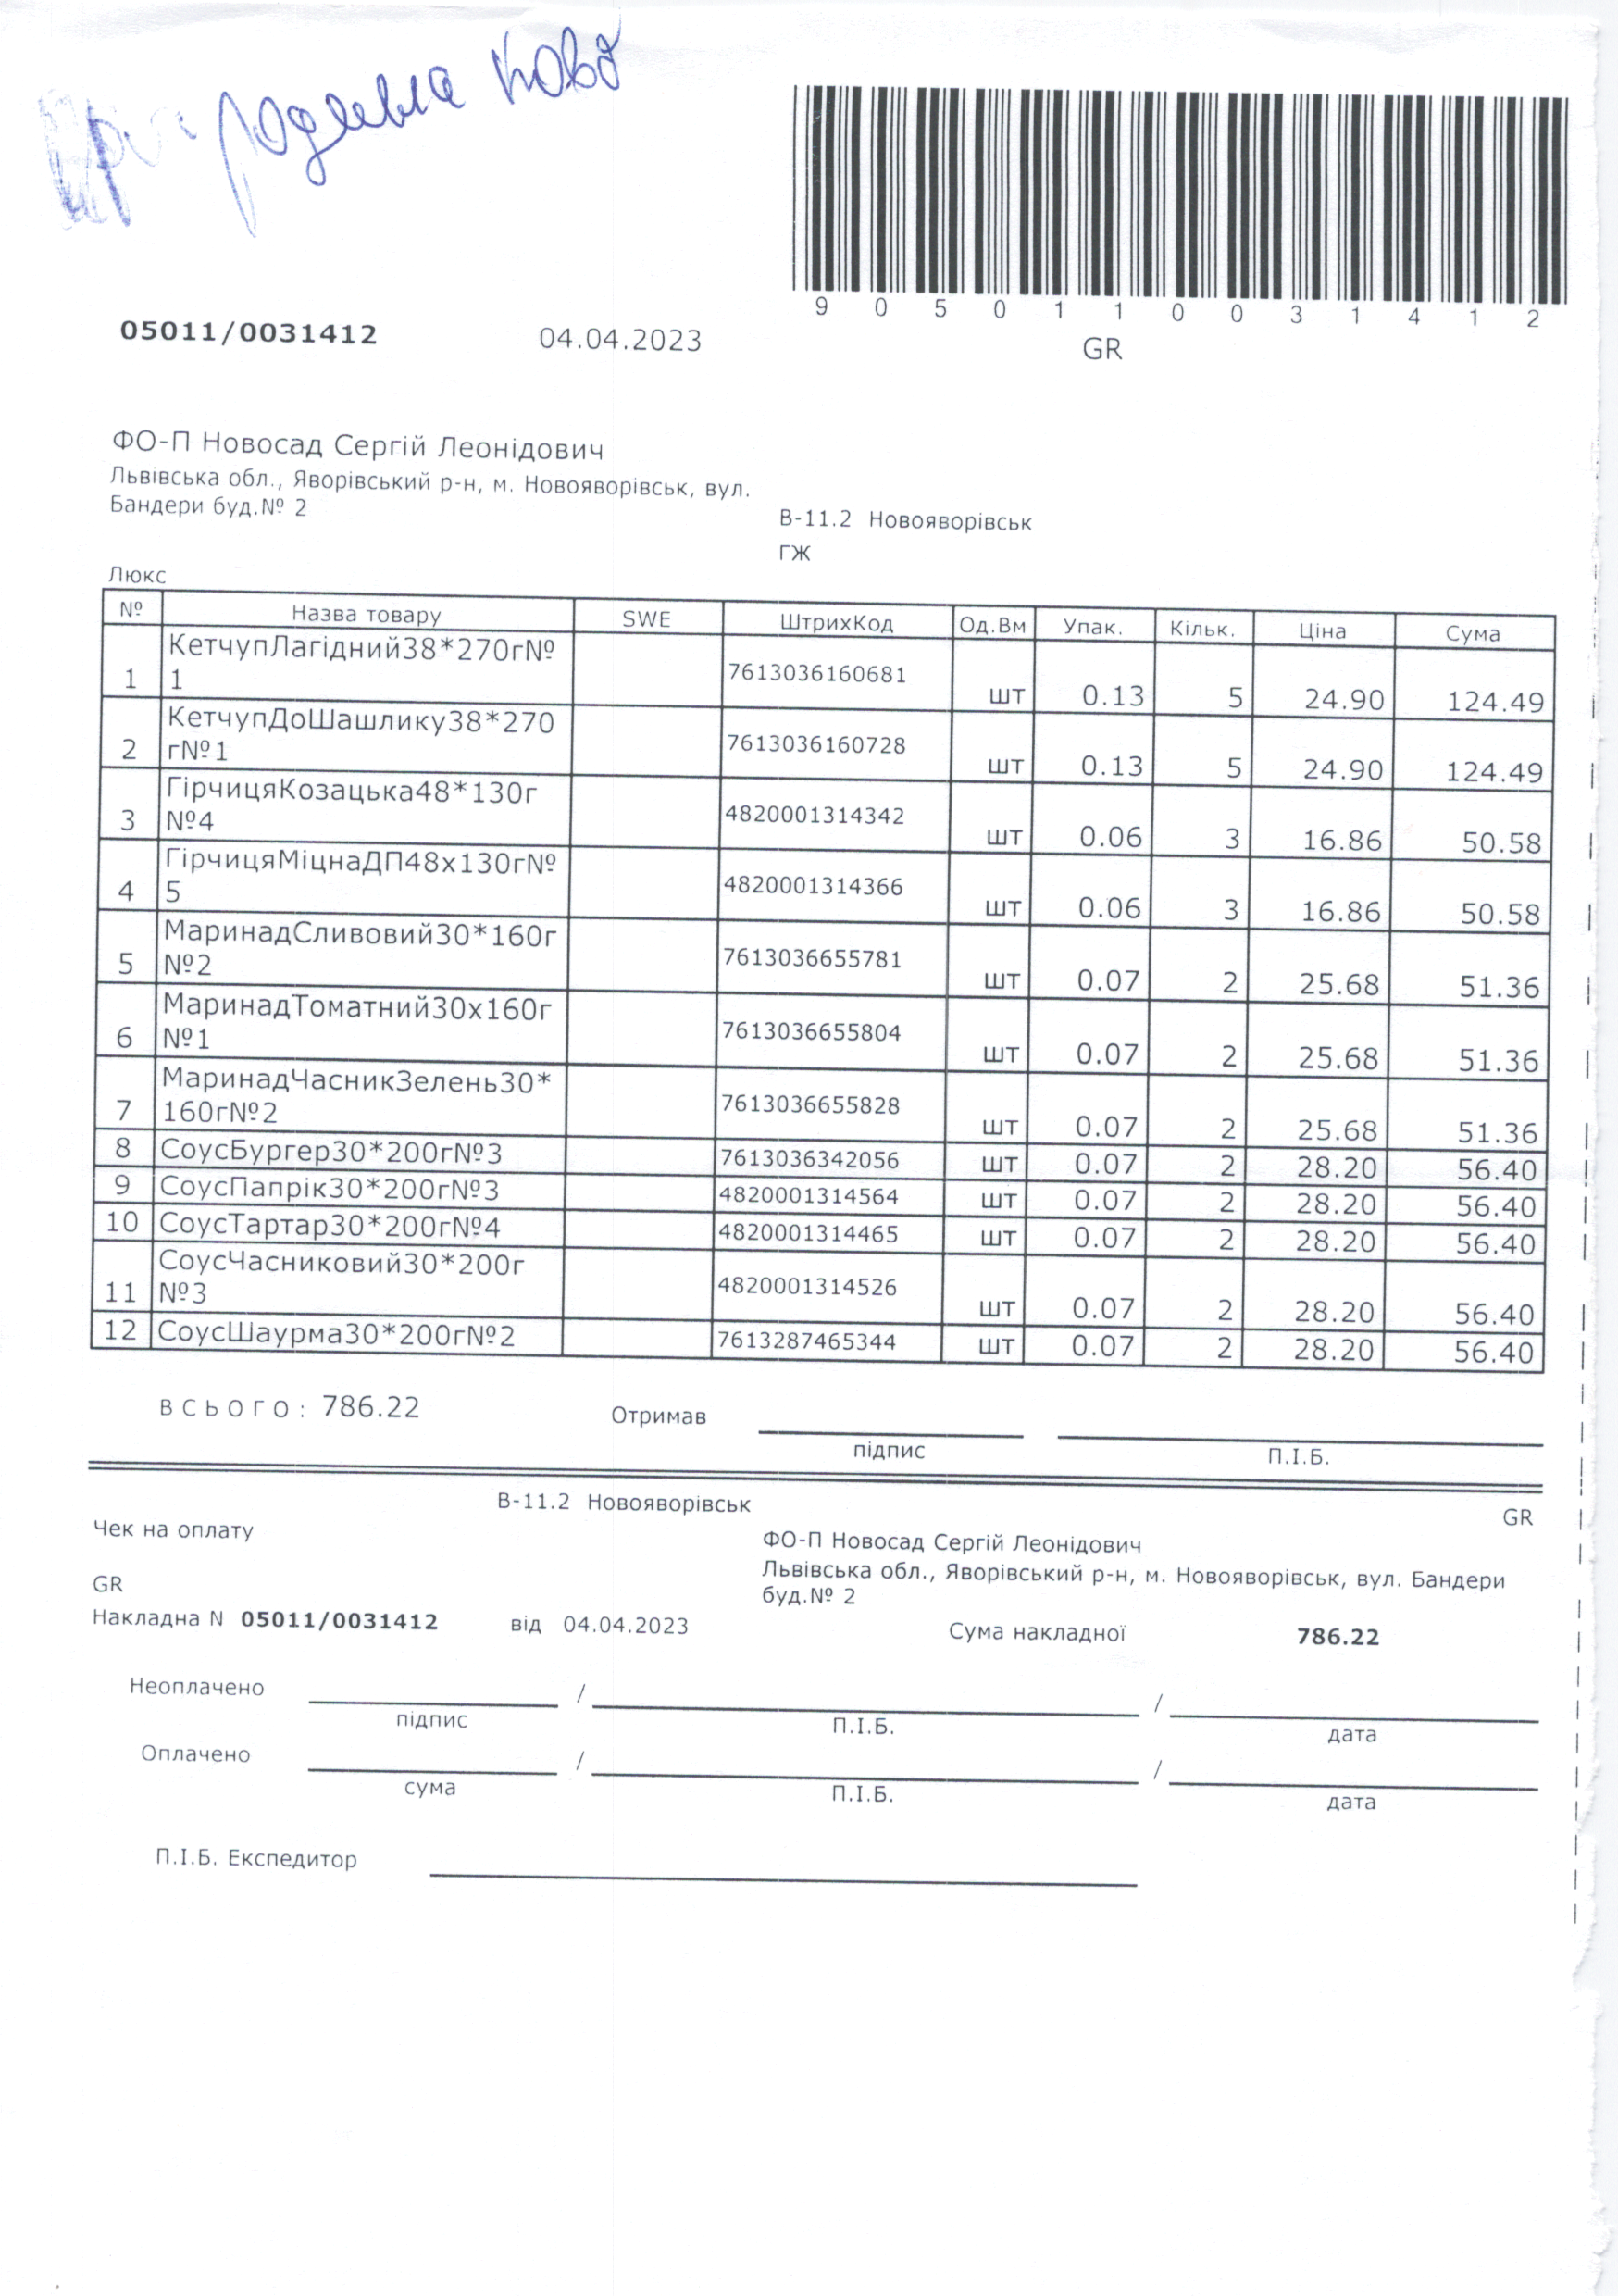 9 0 5 0 1 1 0 0 3 1 4 1 2
05011/0031412 04.04.2023 GR
ФО-П Новосад Сергій Леонідович
Львівська обл., Яворівський р-н, м. Новояворівськ, вул.
Бандери буд.№ 2
В-11.2 Новояворівськ
ГЖ
Люкс
№ Назва товару SWE ШтрихКод Од.Вм Упак. Кільк. Ціна Сума
КетчупЛагідний38*270г№
1 1 7613036160681 шт 0.13 5 24.90 124.49
КетчупДоШашлику38*270
2 г№1 7613036160728 шт 0.13 5 24.90 124.49
ГірчицяКозацька48*130г
3 №4 4820001314342 шт 0.06 3 16.86 50.58
ГірчицяМіцнаДП48х130г№
4 5 4820001314366 шт 0.06 3 16.86 50.58
МаринадСливовий30*160г
5 №2 7613036655781 шт 0.07 2 25.68 51.36
МаринадТоматний30х160г
6 №1 7613036655804 шт 0.07 2 25.68 51.36
МаринадЧасникЗелень30*
7 160г№2 7613036655828 шт 0.07 2 25.68 51.36
8 СоусБургер30*200г№3 7613036342056 шт 0.07 2 28.20 56.40
9 СоусПапрік30*200г№3 4820001314564 шт 0.07 2 28.20 56.40
10 СоусТартар30*200г№4 4820001314465 шт 0.07 2 28.20 56.40
СоусЧасниковий30*200г
11 №3 4820001314526 шт 0.07 2 28.20 56.40
12 СоусШаурма30*200г№2 7613287465344 шт 0.07 2 28.20 56.40
ВСЬОГО: 786.22 Отримав
підпис П.І.Б.
В-11.2 Новояворівськ GR
Чек на оплату
ФО-П Новосад Сергій Леонідович
Львівська обл., Яворівський р-н, м. Новояворівськ, вул. Бандери
буд.№ 2
GR
Накладна N 05011/0031412 від 04.04.2023 Сума накладної 786.22
Неоплачено / /
підпис П.І.Б. дата
Оплачено / /
сума П.І.Б. дата
П.І.Б. Експедитор